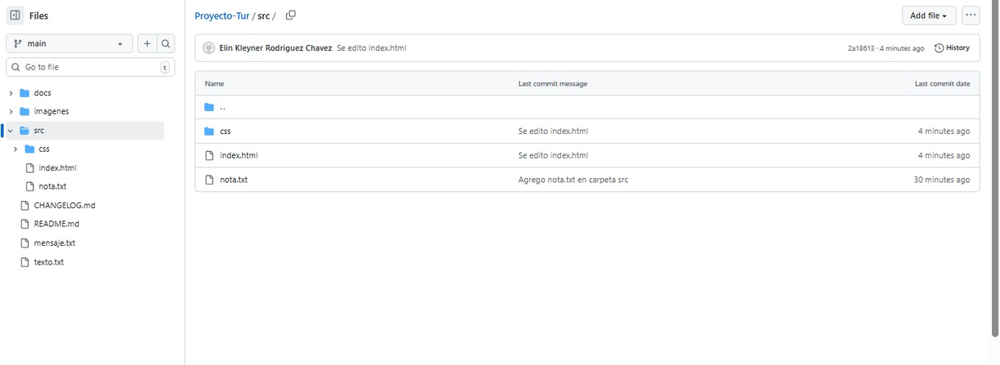 Files
main
Go to file
t
docs
imagenes
src
css
index.html
nota.txt
CHANGELOG.md
README.md
mensaje.txt
texto.txt
Proyecto-Tur / src /
Add file
Elin Kleyner Rodriguez Chavez Se edito index.html 2a18613 · 4 minutes ago History
Name Last commit message Last commit date
..
css Se edito index.html 4 minutes ago
index.html Se edito index.html 4 minutes ago
nota.txt Agrego nota.txt en carpeta src 30 minutes ago